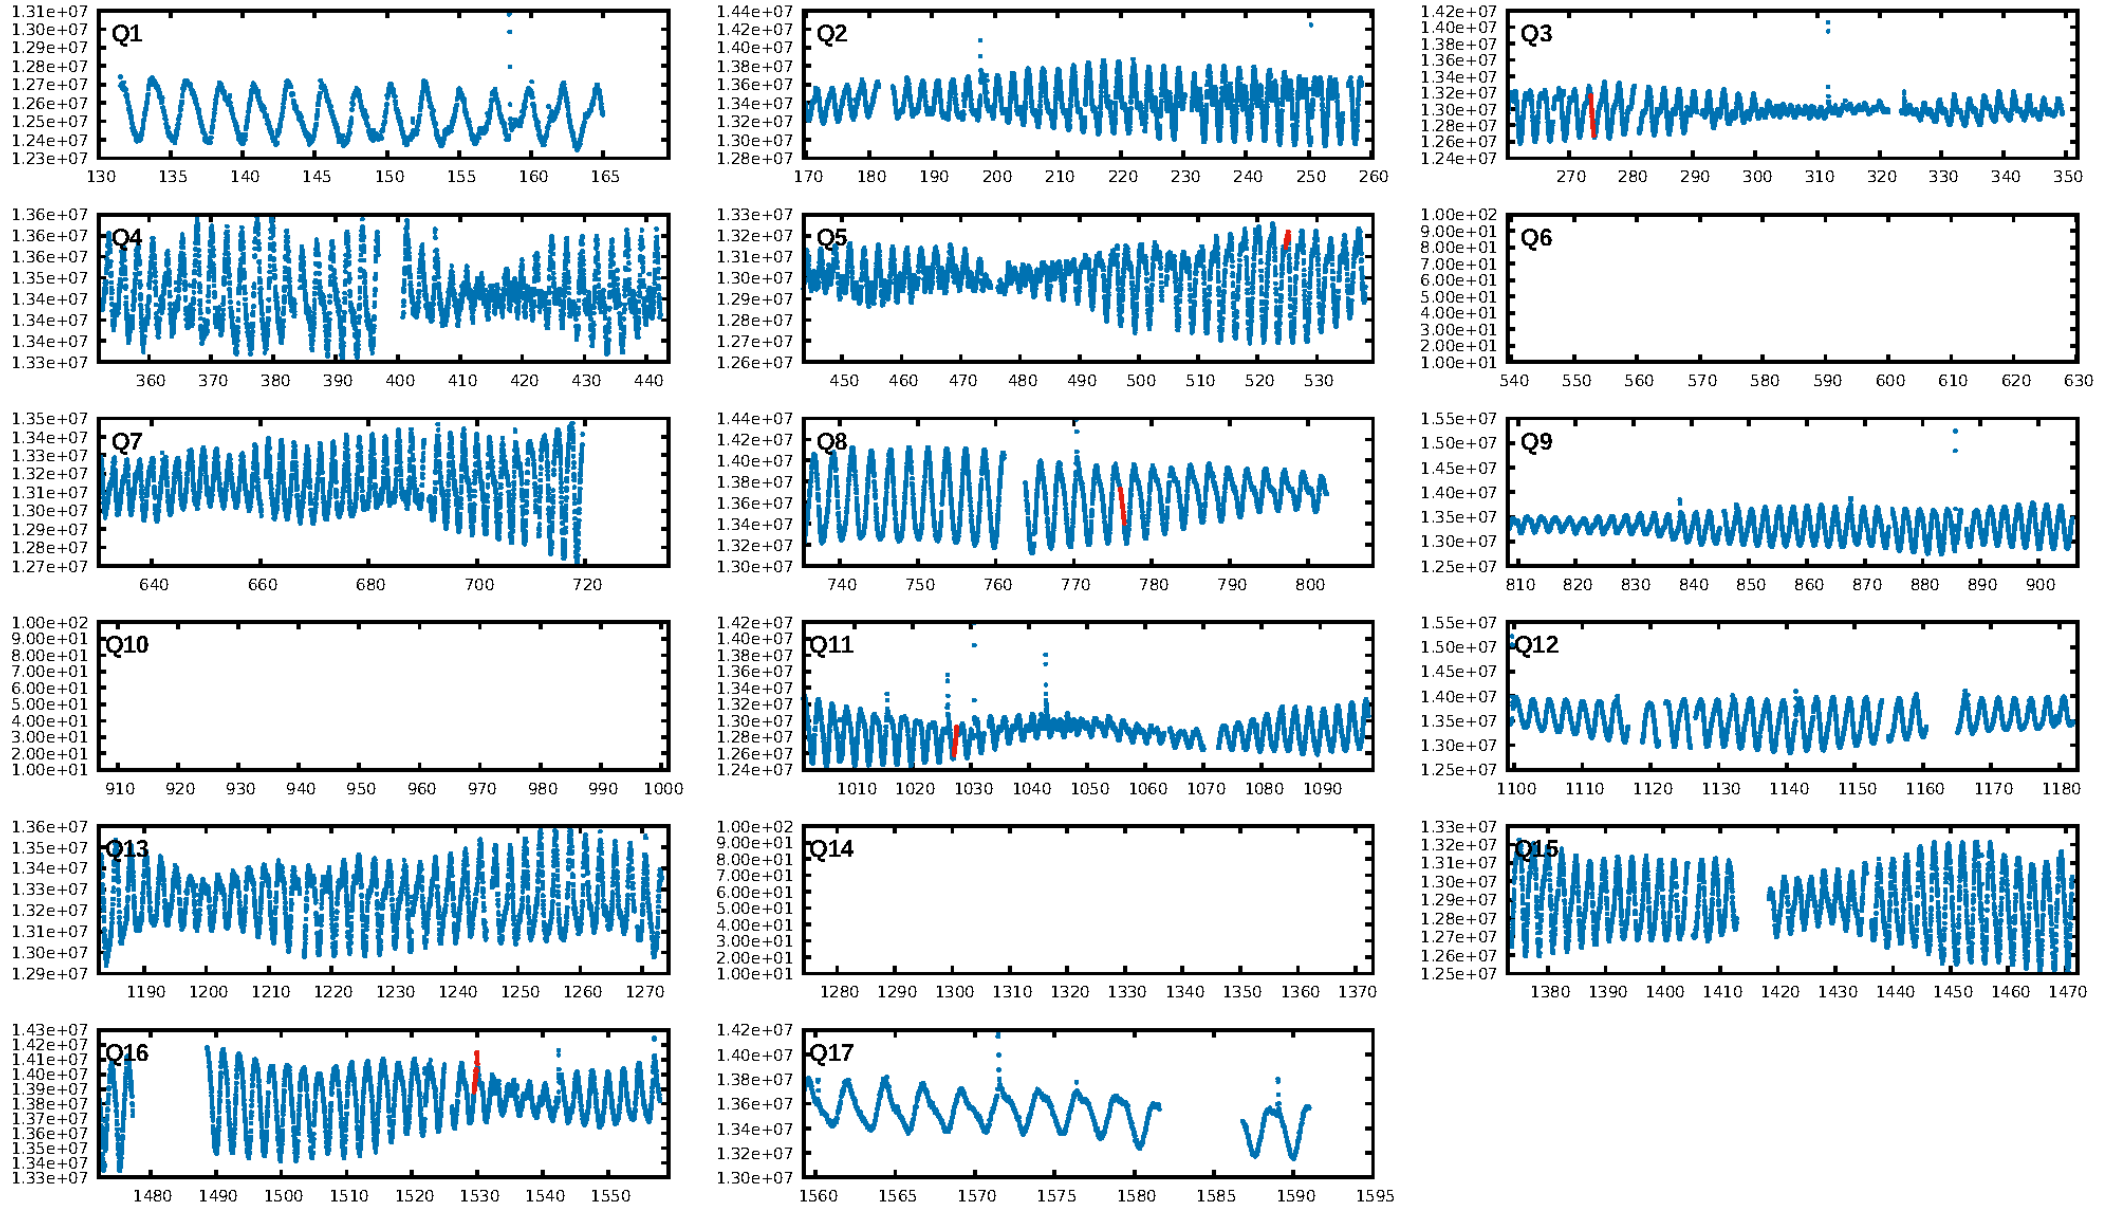 1.31e+07
1.30e+07
1.29e+07
1.28e+07
1.27e+07
1.26e+07
1.25e+07
1.24e+07
1.23e+07
Q1
130 135 140 145 150 155 160 165
1.44e+07
1.42e+07
1.40e+07
1.38e+07
1.36e+07
1.34e+07
1.32e+07
1.30e+07
1.28e+07
Q2
170 180 190 200 210 220 230 240 250 260
1.42e+07
1.40e+07
1.38e+07
1.36e+07
1.34e+07
1.32e+07
1.30e+07
1.28e+07
1.26e+07
1.24e+07
Q3
270 280 290 300 310 320 330 340 350
1.36e+07
1.36e+07
1.36e+07
1.35e+07
1.34e+07
1.34e+07
1.34e+07
1.33e+07
Q4
360 370 380 390 400 410 420 430 440
1.33e+07
1.32e+07
1.31e+07
1.30e+07
1.29e+07
1.28e+07
1.27e+07
1.26e+07
Q5
450 460 470 480 490 500 510 520 530
1.00e+02
9.00e+01
8.00e+01
7.00e+01
6.00e+01
5.00e+01
4.00e+01
3.00e+01
2.00e+01
1.00e+01
Q6
540 550 560 570 580 590 600 610 620 630
1.35e+07
1.34e+07
1.33e+07
1.32e+07
1.31e+07
1.30e+07
1.29e+07
1.28e+07
1.27e+07
Q7
640 660 680 700 720
1.44e+07
1.42e+07
1.40e+07
1.38e+07
1.36e+07
1.34e+07
1.32e+07
1.30e+07
Q8
740 750 760 770 780 790 800
1.55e+07
1.50e+07
1.45e+07
1.40e+07
1.35e+07
1.30e+07
1.25e+07
Q9
810 820 830 840 850 860 870 880 890 900
1.00e+02
9.00e+01
8.00e+01
7.00e+01
6.00e+01
5.00e+01
4.00e+01
3.00e+01
2.00e+01
1.00e+01
Q10
910 920 930 940 950 960 970 980 990 1000
1.42e+07
1.40e+07
1.38e+07
1.36e+07
1.34e+07
1.32e+07
1.30e+07
1.28e+07
1.26e+07
1.24e+07
Q11
1010 1020 1030 1040 1050 1060 1070 1080 1090
1.55e+07
1.50e+07
1.45e+07
1.40e+07
1.35e+07
1.30e+07
1.25e+07
Q12
1100 1110 1120 1130 1140 1150 1160 1170 1180
1.36e+07
1.35e+07
1.34e+07
1.33e+07
1.32e+07
1.31e+07
1.30e+07
1.29e+07
Q13
1190 1200 1210 1220 1230 1240 1250 1260 1270
1.00e+02
9.00e+01
8.00e+01
7.00e+01
6.00e+01
5.00e+01
4.00e+01
3.00e+01
2.00e+01
1.00e+01
Q14
1280 1290 1300 1310 1320 1330 1340 1350 1360 1370
1.33e+07
1.32e+07
1.31e+07
1.30e+07
1.29e+07
1.28e+07
1.27e+07
1.26e+07
1.25e+07
Q15
1380 1390 1400 1410 1420 1430 1440 1450 1460 1470
1.43e+07
1.42e+07
1.41e+07
1.40e+07
1.39e+07
1.38e+07
1.37e+07
1.36e+07
1.35e+07
1.34e+07
1.33e+07
Q16
1480 1490 1500 1510 1520 1530 1540 1550
1.42e+07
1.40e+07
1.38e+07
1.36e+07
1.34e+07
1.32e+07
1.30e+07
Q17
1560 1565 1570 1575 1580 1585 1590 1595